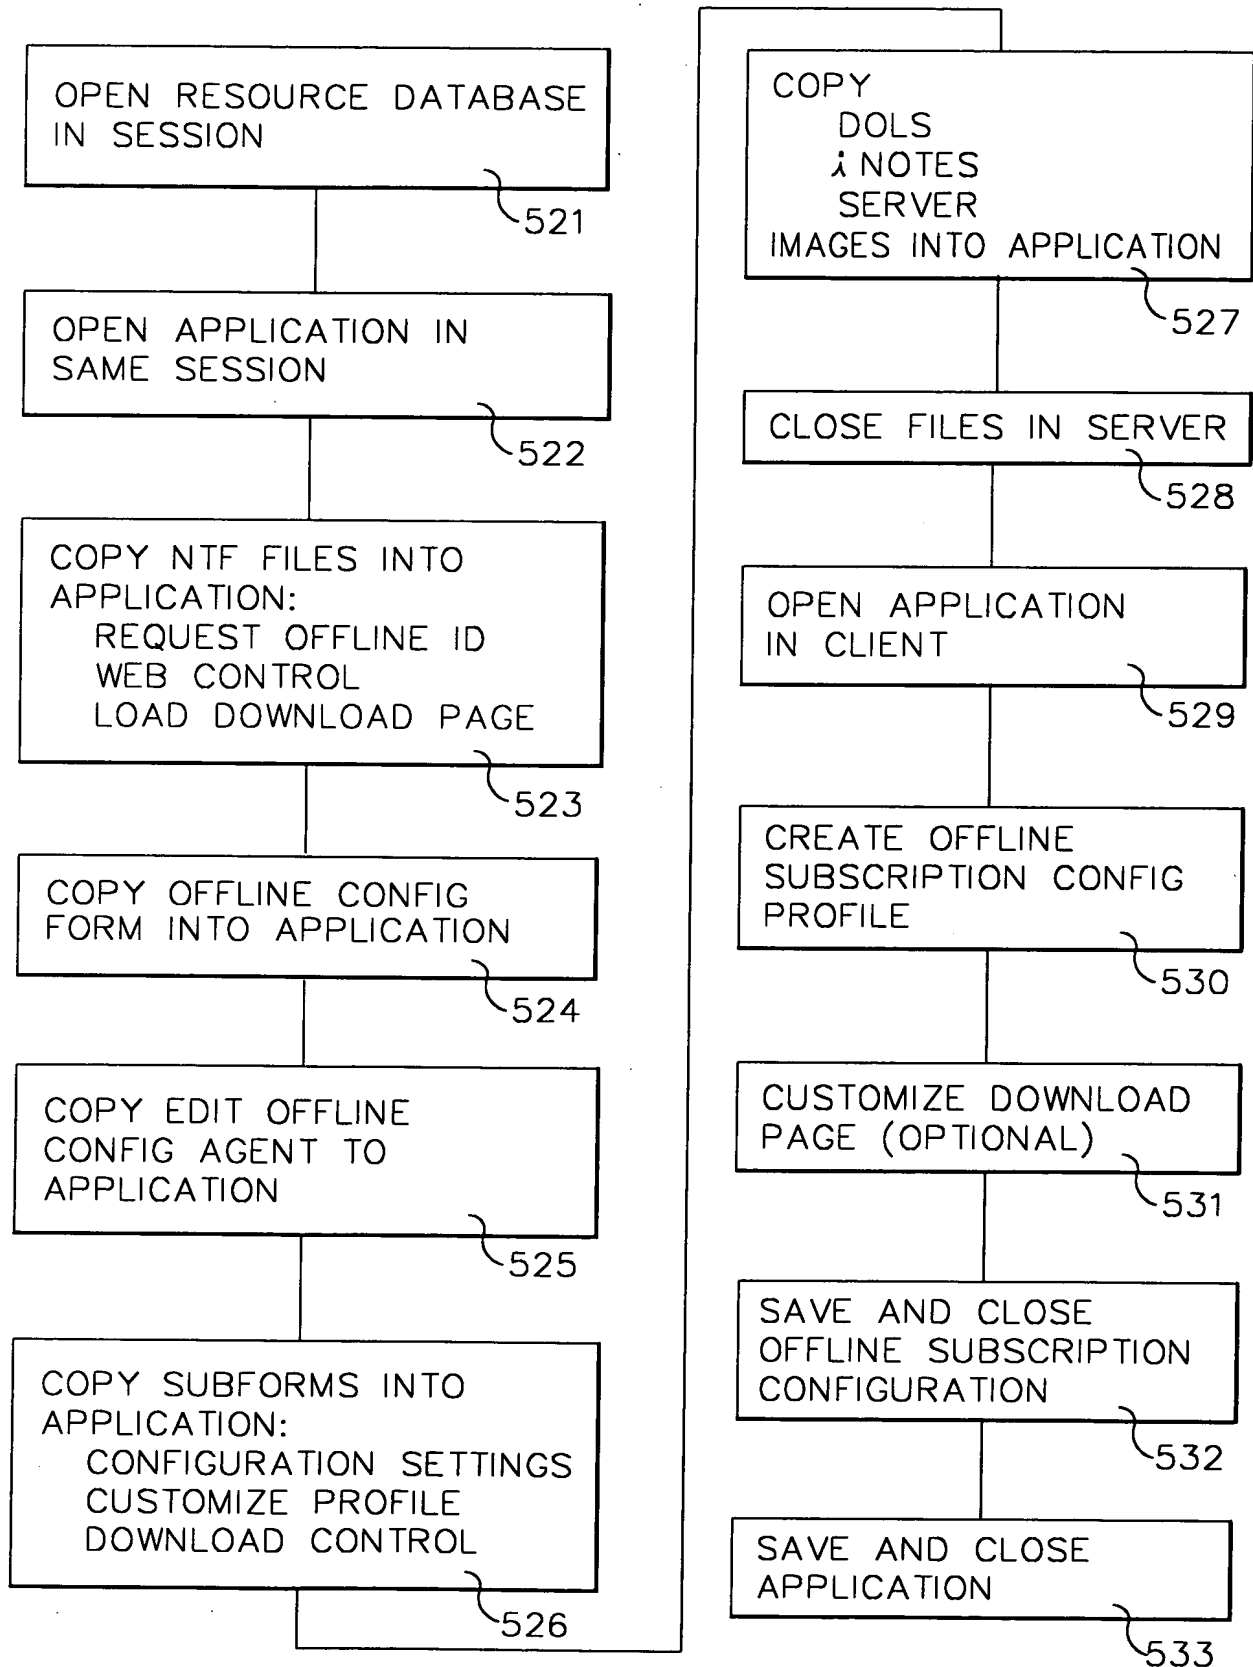 OPEN RESOURCE DATABASE
IN SESSION
521
OPEN APPLICATION IN
SAME SESSION
522
COPY NTF FILES INTO
APPLICATION:
REQUEST OFFLINE ID
WEB CONTROL
LOAD DOWNLOAD PAGE
523
COPY OFFLINE CONFIG
FORM INTO APPLICATION
524
COPY EDIT OFFLINE
CONFIG AGENT TO
APPLICATION
525
COPY SUBFORMS INTO
APPLICATION:
CONFIGURATION SETTINGS
CUSTOMIZE PROFILE
DOWNLOAD CONTROL
526
COPY
DOLS
i NOTES
SERVER
IMAGES INTO APPLICATION
527
CLOSE FILES IN SERVER
528
OPEN APPLICATION
IN CLIENT
529
CREATE OFFLINE
SUBSCRIPTION CONFIG
PROFILE
530
CUSTOMIZE DOWNLOAD
PAGE (OPTIONAL)
531
SAVE AND CLOSE
OFFLINE SUBSCRIPTION
CONFIGURATION
532
SAVE AND CLOSE
APPLICATION
533